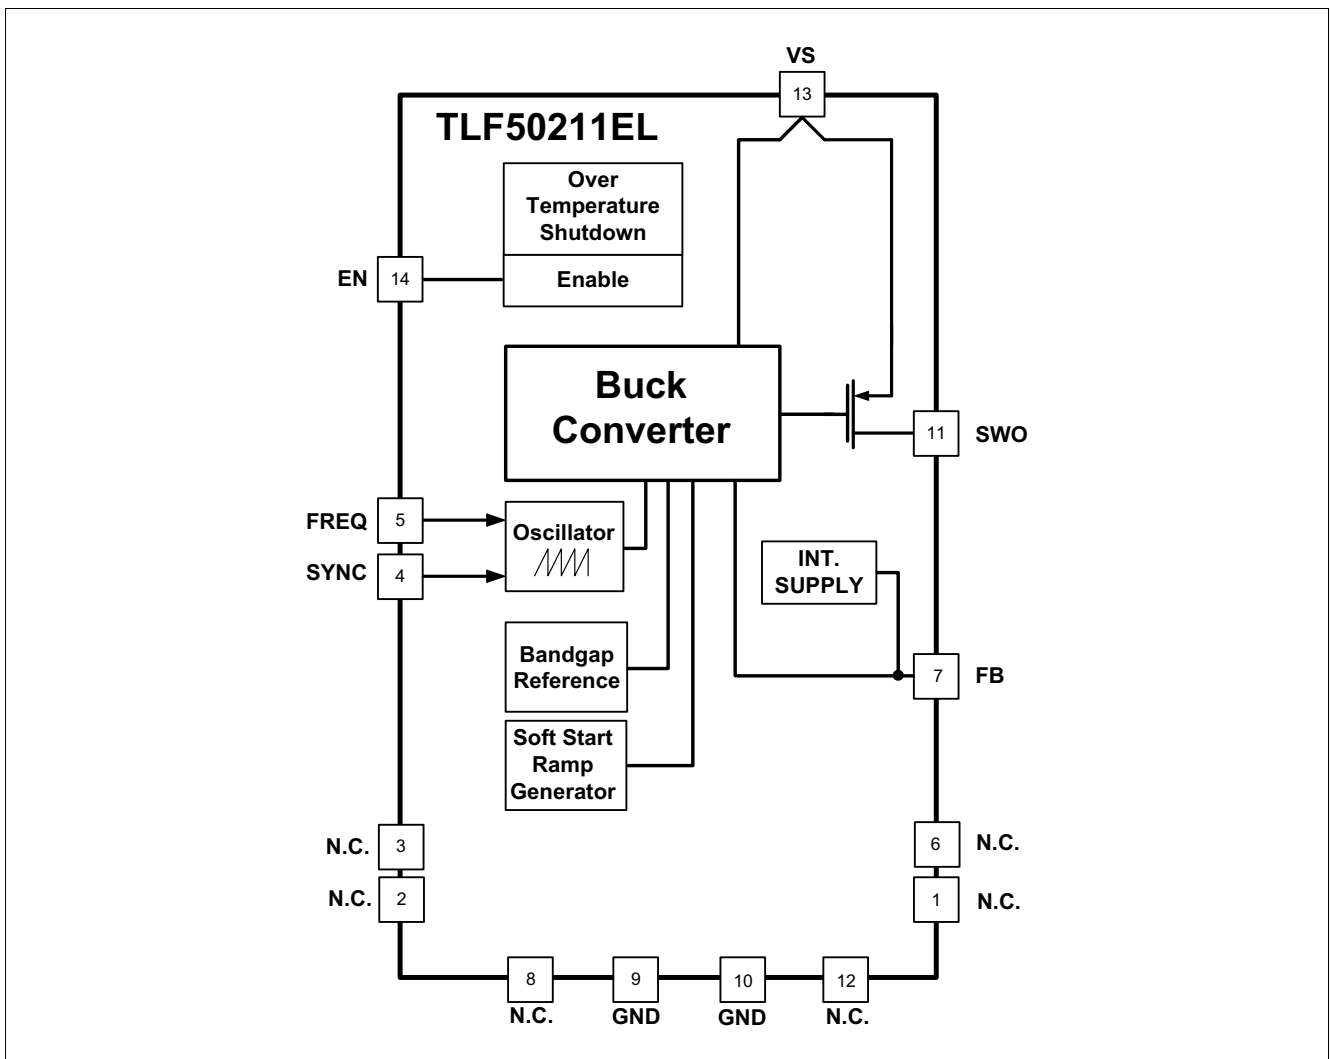 VS
13
TLF50211EL
Over
Temperature
Shutdown
EN
14
Enable
Buck
Converter
11
SWO
FREQ
5
Oscillator
SYNC
4
INT.
SUPPLY
Bandgap
Reference
7
FB
Soft Start
Ramp
Generator
N.C.
3
6
N.C.
N.C.
2
1
N.C.
8
9
10
12
N.C.
GND
GND
N.C.